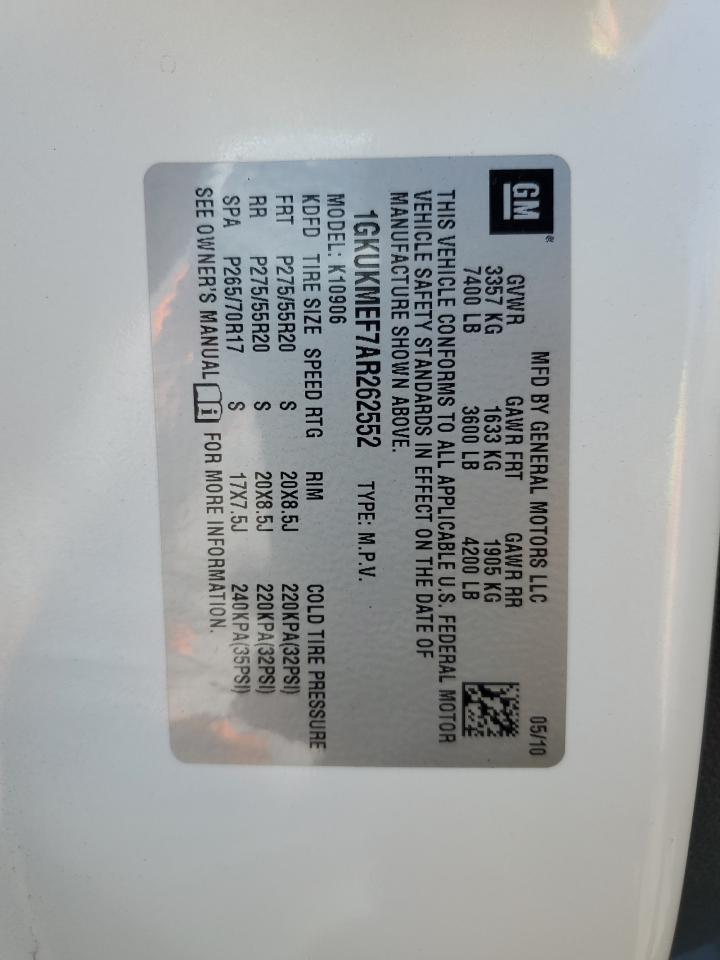 GM ® MFD BY GENERAL MOTORS LLC 05/10
GVWR GAWR FRT GAWR RR
3357 KG 1633 KG 1905 KG
7400 LB 3600 LB 4200 LB
THIS VEHICLE CONFORMS TO ALL APPLICABLE U.S. FEDERAL MOTOR
VEHICLE SAFETY STANDARDS IN EFFECT ON THE DATE OF
MANUFACTURE SHOWN ABOVE.
1GKUKMEF7AR262552 TYPE: M.P.V.
MODEL: K10906
KDFD TIRE SIZE SPEED RTG RIM COLD TIRE PRESSURE
FRT P275/55R20 S 20X8.5J 220KPA(32PSI)
RR P275/55R20 S 20X8.5J 220KPA(32PSI)
SPA P265/70R17 S 17X7.5J 240KPA(35PSI)
SEE OWNER'S MANUAL i FOR MORE INFORMATION.